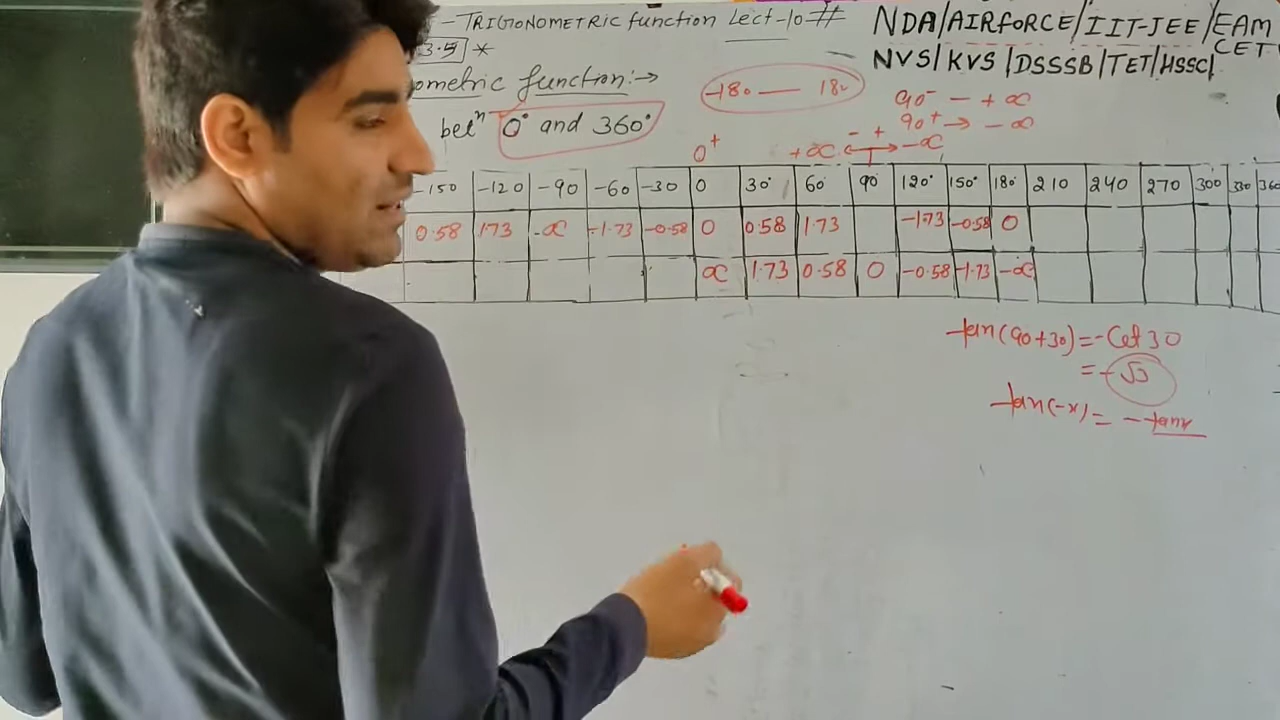 - TRIGONOMETRIC function Lect-10 #
NDA/AIRFORCE/IIT-JEE/EAM
CET
NVS/KVS/DSSSB/TET/HSSC/
3.5 *
ometric function:→
-180 — 180
90⁻ — + ∝
90⁺ → - ∝
betⁿ 0° and 360°
0⁺
- +
+∝ ←→ -∝
-150 -120 -90 -60 -30 0 30° 60° 90° 120° 150° 180° 210 240 270 300 330 360
0.58 1.73 -∝ -1.73 -0.58 0 0.58 1.73 -1.73 -0.58 0
∝ 1.73 0.58 0 -0.58 -1.73 -∝
tan(90+30) = -Cot 30
= -√3
tan(-x) = - tanx